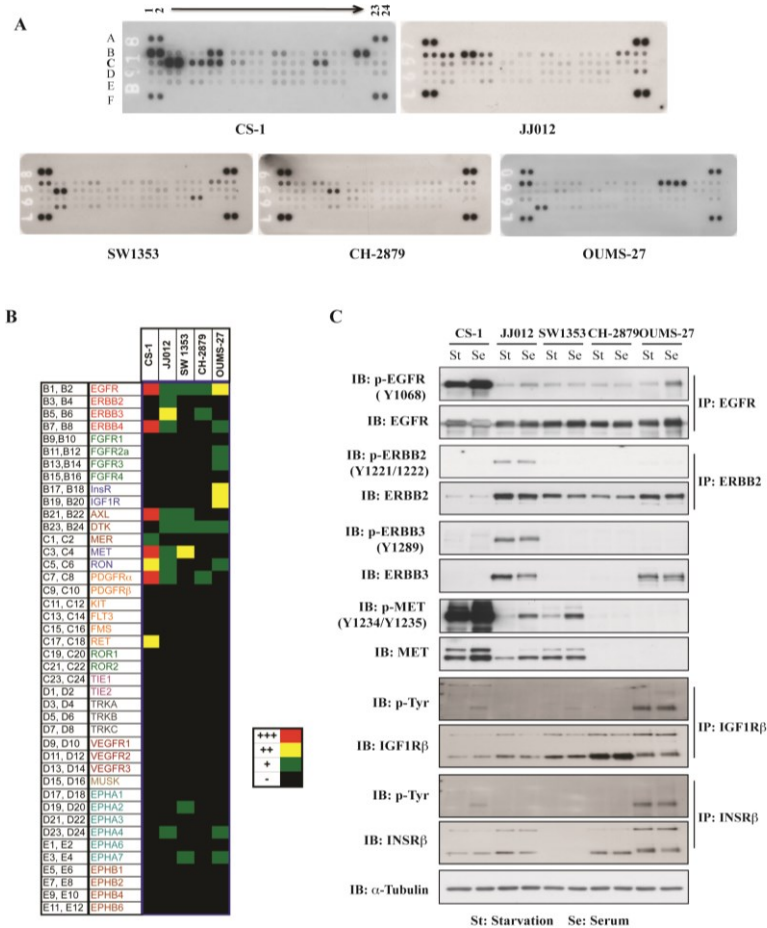 A
1 2 23 24
A
B
C
D
E
F
B918
CS-1
L657
JJ012
L658
SW1353
L659
CH-2879
L660
OUMS-27
B
CS-1 JJ012 SW 1353 CH-2879 OUMS-27
B1, B2 EGFR
B3, B4 ERBB2
B5, B6 ERBB3
B7, B8 ERBB4
B9,B10 FGFR1
B11,B12 FGFR2a
B13,B14 FGFR3
B15,B16 FGFR4
B17, B18 InsR
B19, B20 IGF1R
B21, B22 AXL
B23, B24 DTK
C1, C2 MER
C3, C4 MET
C5, C6 RON
C7, C8 PDGFRα
C9, C10 PDGFRβ
C11, C12 KIT
C13, C14 FLT3
C15, C16 FMS
C17, C18 RET
C19, C20 ROR1
C21, C22 ROR2
C23, C24 TIE1
D1, D2 TIE2
D3, D4 TRKA
D5, D6 TRKB
D7, D8 TRKC
D9, D10 VEGFR1
D11, D12 VEGFR2
D13, D14 VEGFR3
D15, D16 MUSK
D17, D18 EPHA1
D19, D20 EPHA2
D21, D22 EPHA3
D23, D24 EPHA4
E1, E2 EPHA6
E3, E4 EPHA7
E5, E6 EPHB1
E7, E8 EPHB2
E9, E10 EPHB4
E11, E12 EPHB6
+++
++
+
-
C
CS-1 JJ012 SW1353 CH-2879 OUMS-27
St Se St Se St Se St Se St Se
IB: p-EGFR
( Y1068)
IB: EGFR
IP: EGFR
IB: p-ERBB2
(Y1221/1222)
IB: ERBB2
IP: ERBB2
IB: p-ERBB3
(Y1289)
IB: ERBB3
IB: p-MET
(Y1234/Y1235)
IB: MET
IB: p-Tyr
IB: IGF1Rβ
IP: IGF1Rβ
IB: p-Tyr
IB: INSRβ
IP: INSRβ
IB: α-Tubulin
St: Starvation Se: Serum